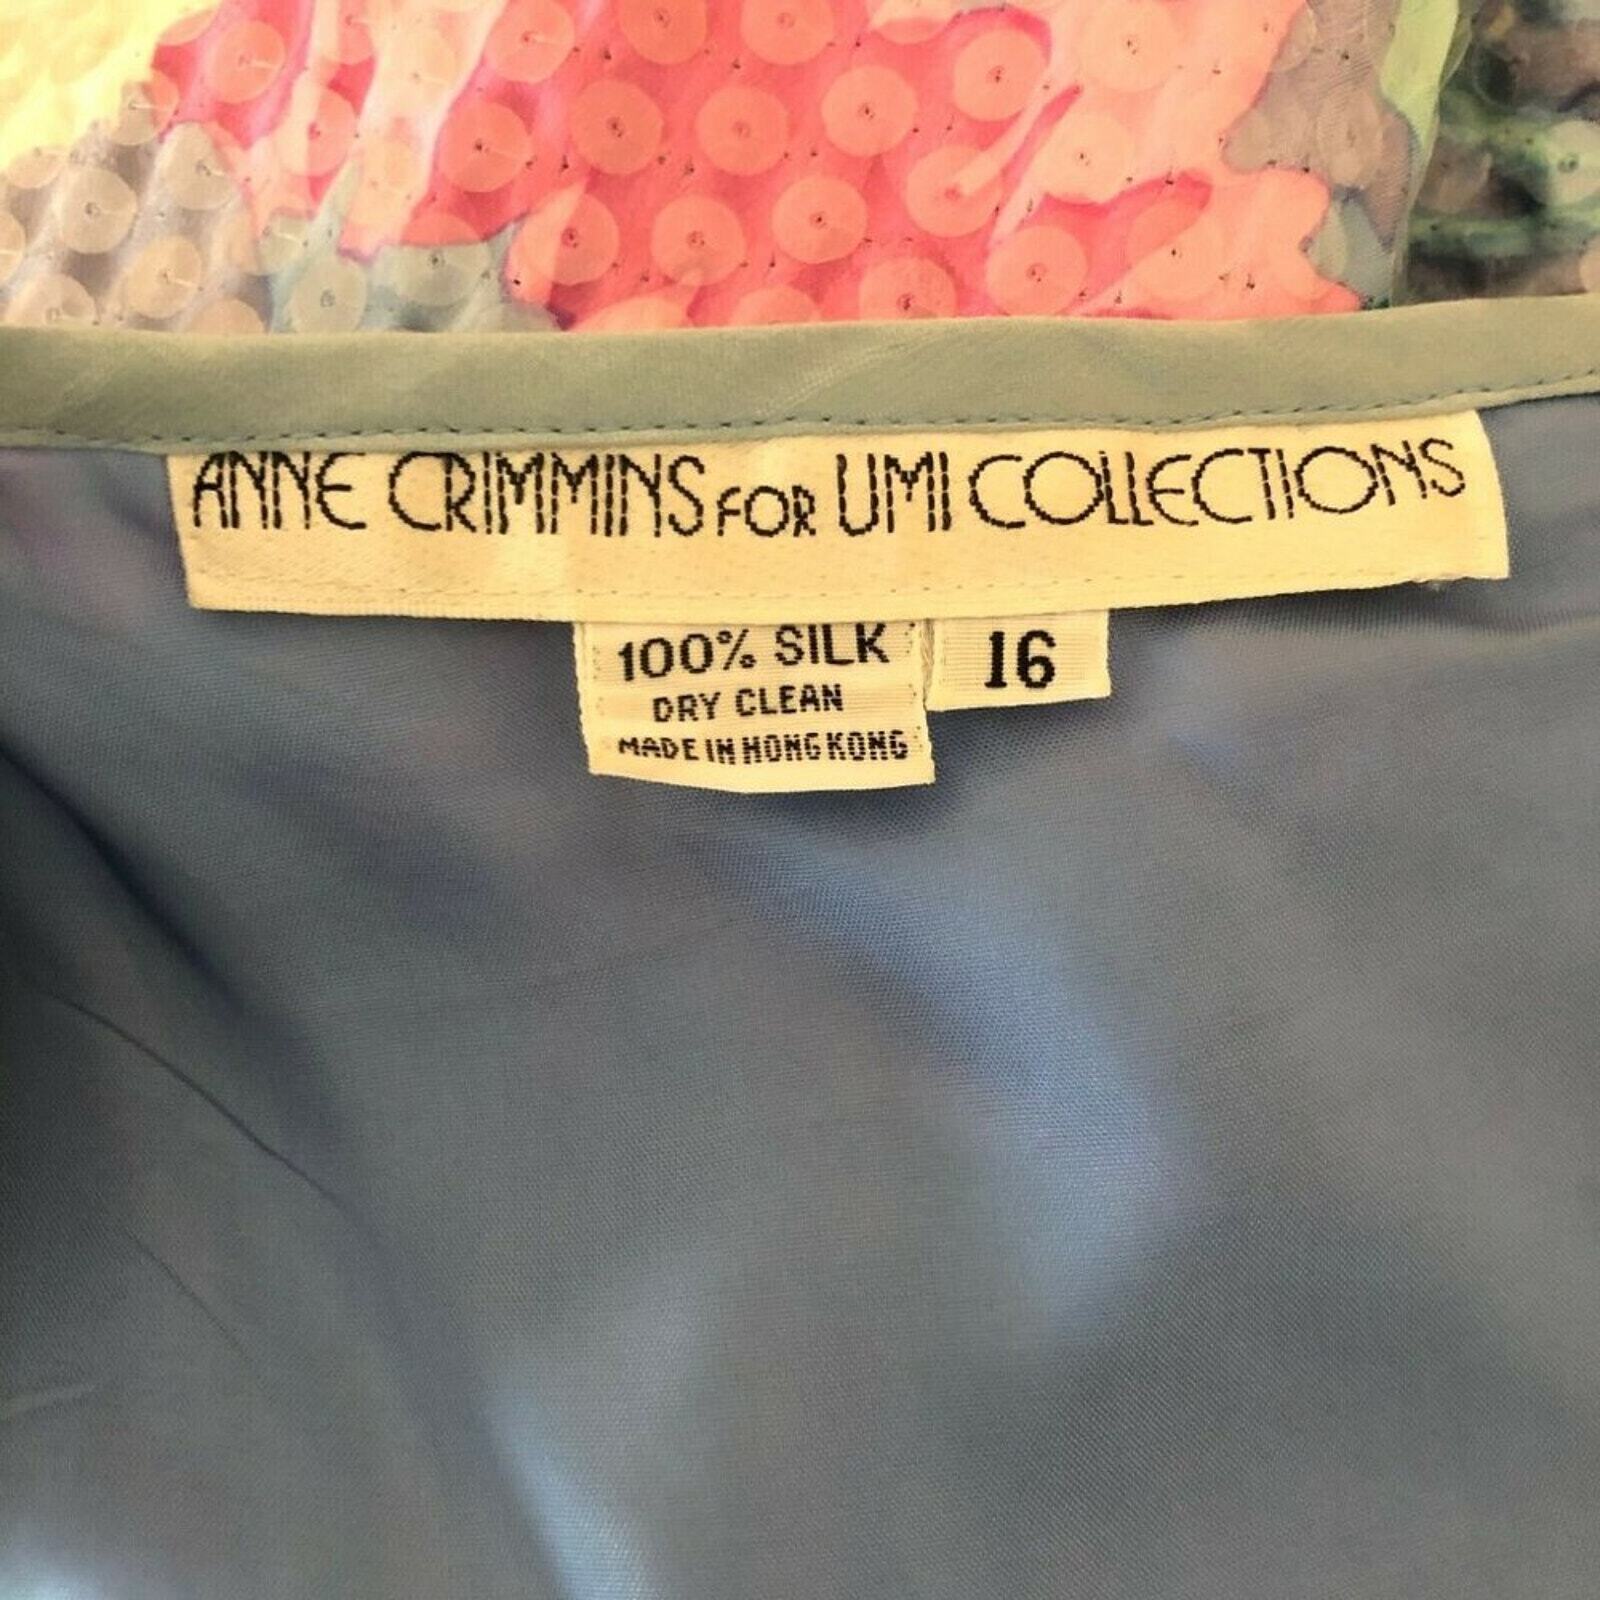 ANNE CRIMMINS FOR UMI COLLECTIONS
100% SILK
DRY CLEAN
MADE IN HONG KONG
16